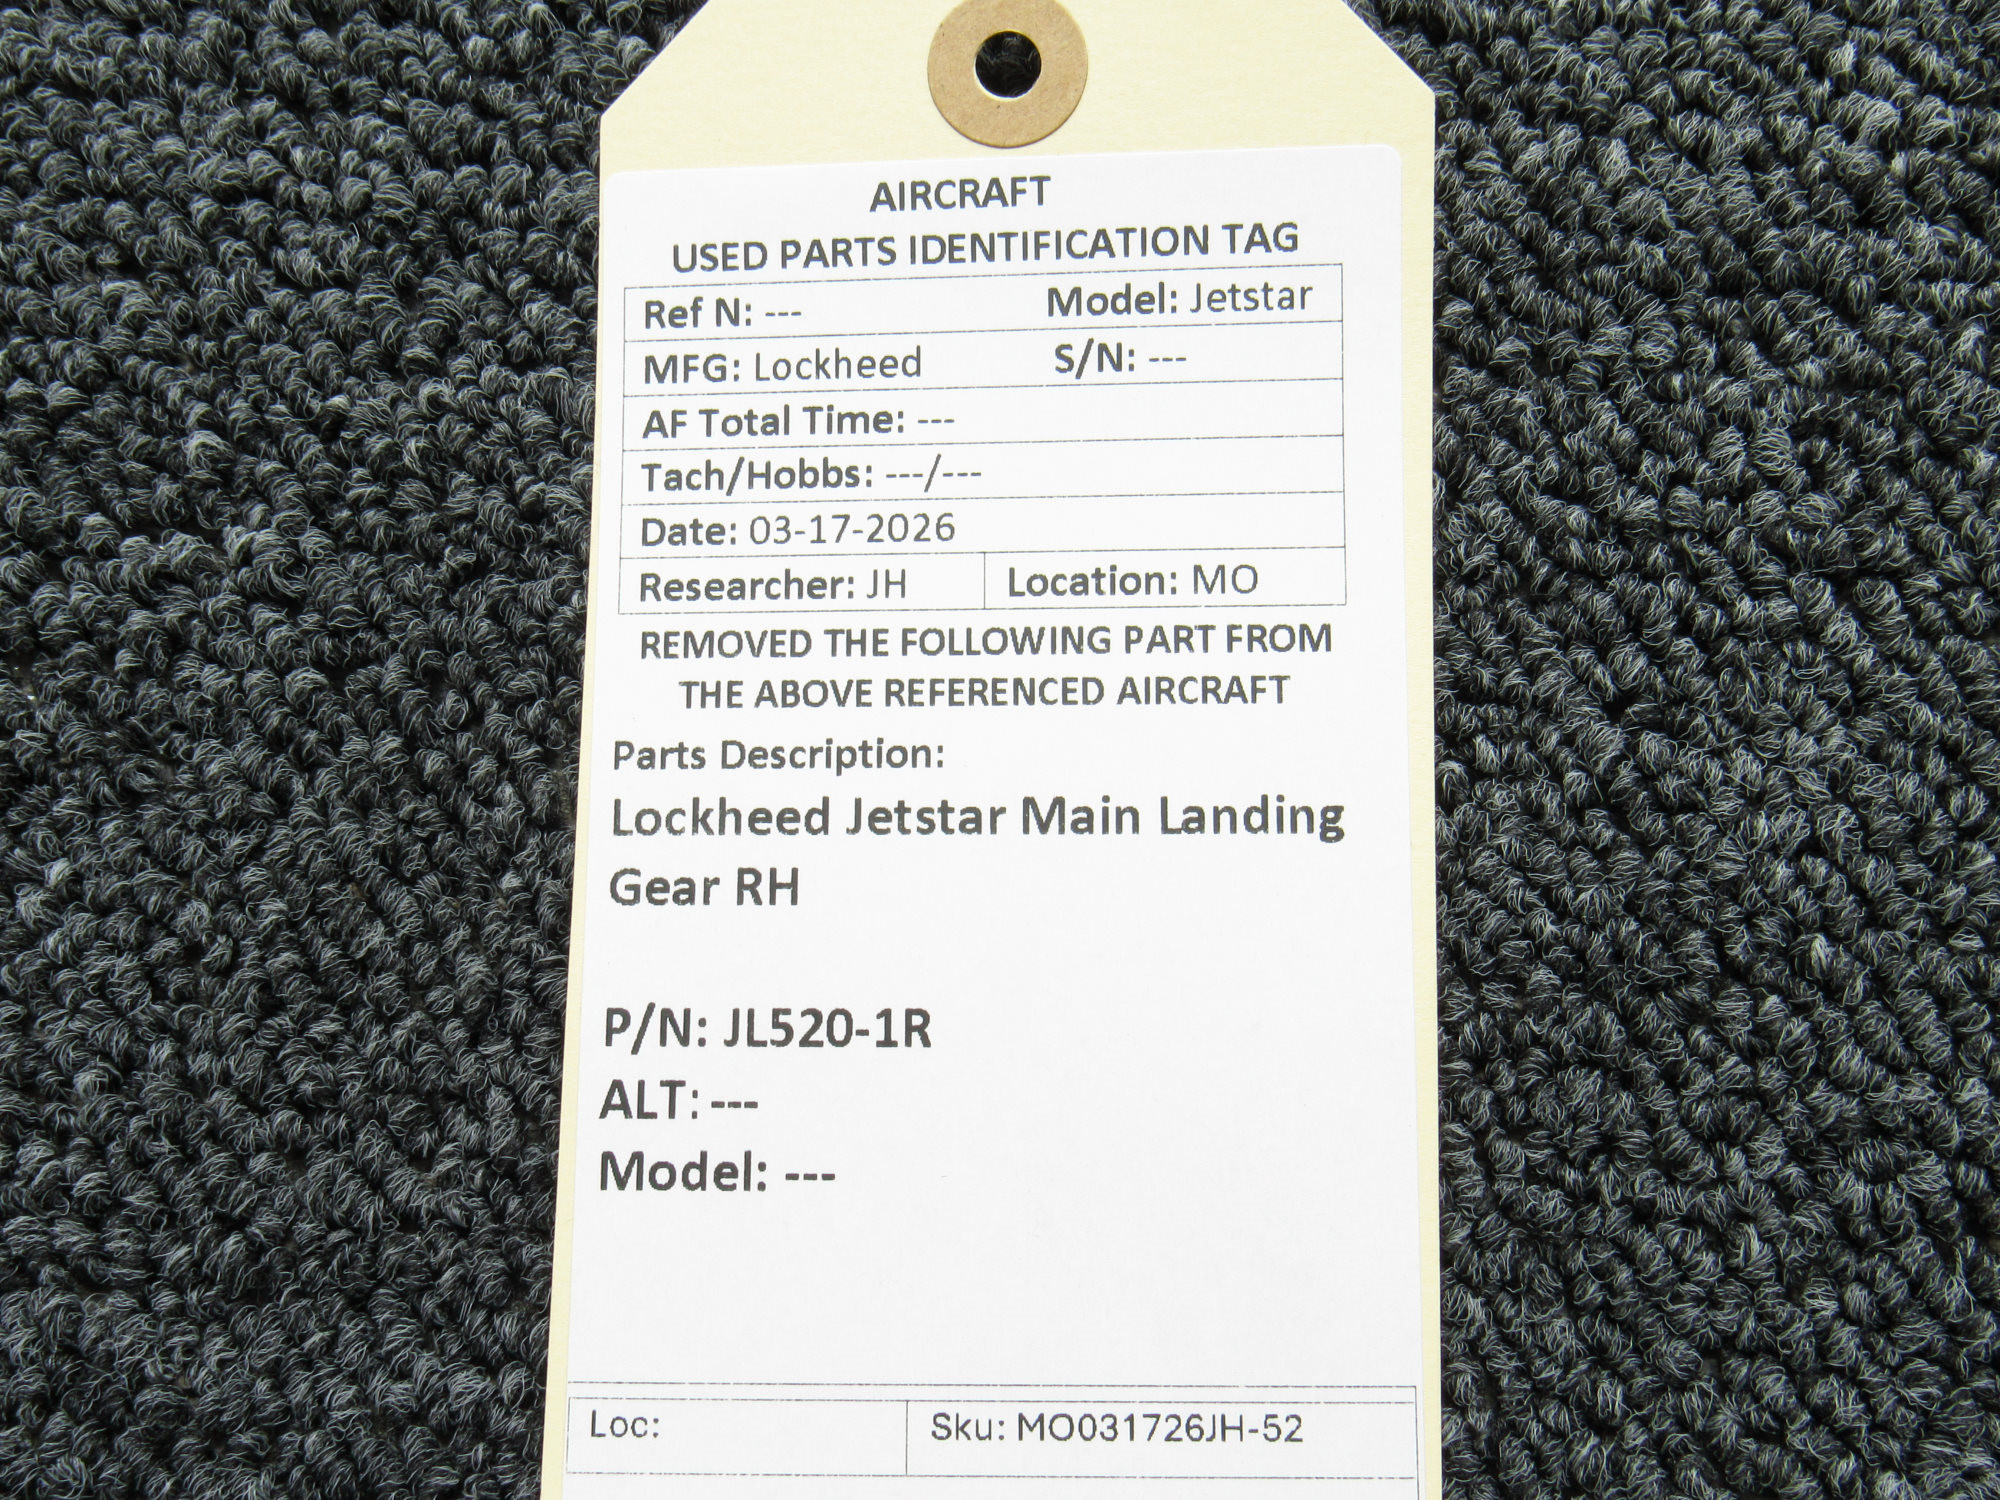 AIRCRAFT
USED PARTS IDENTIFICATION TAG
Ref N: --- Model: Jetstar
MFG: Lockheed S/N: ---
AF Total Time: ---
Tach/Hobbs: ---/---
Date: 03-17-2026
Researcher: JH Location: MO
REMOVED THE FOLLOWING PART FROM
THE ABOVE REFERENCED AIRCRAFT
Parts Description:
Lockheed Jetstar Main Landing
Gear RH
P/N: JL520-1R
ALT: ---
Model: ---
Loc: Sku: MO031726JH-52